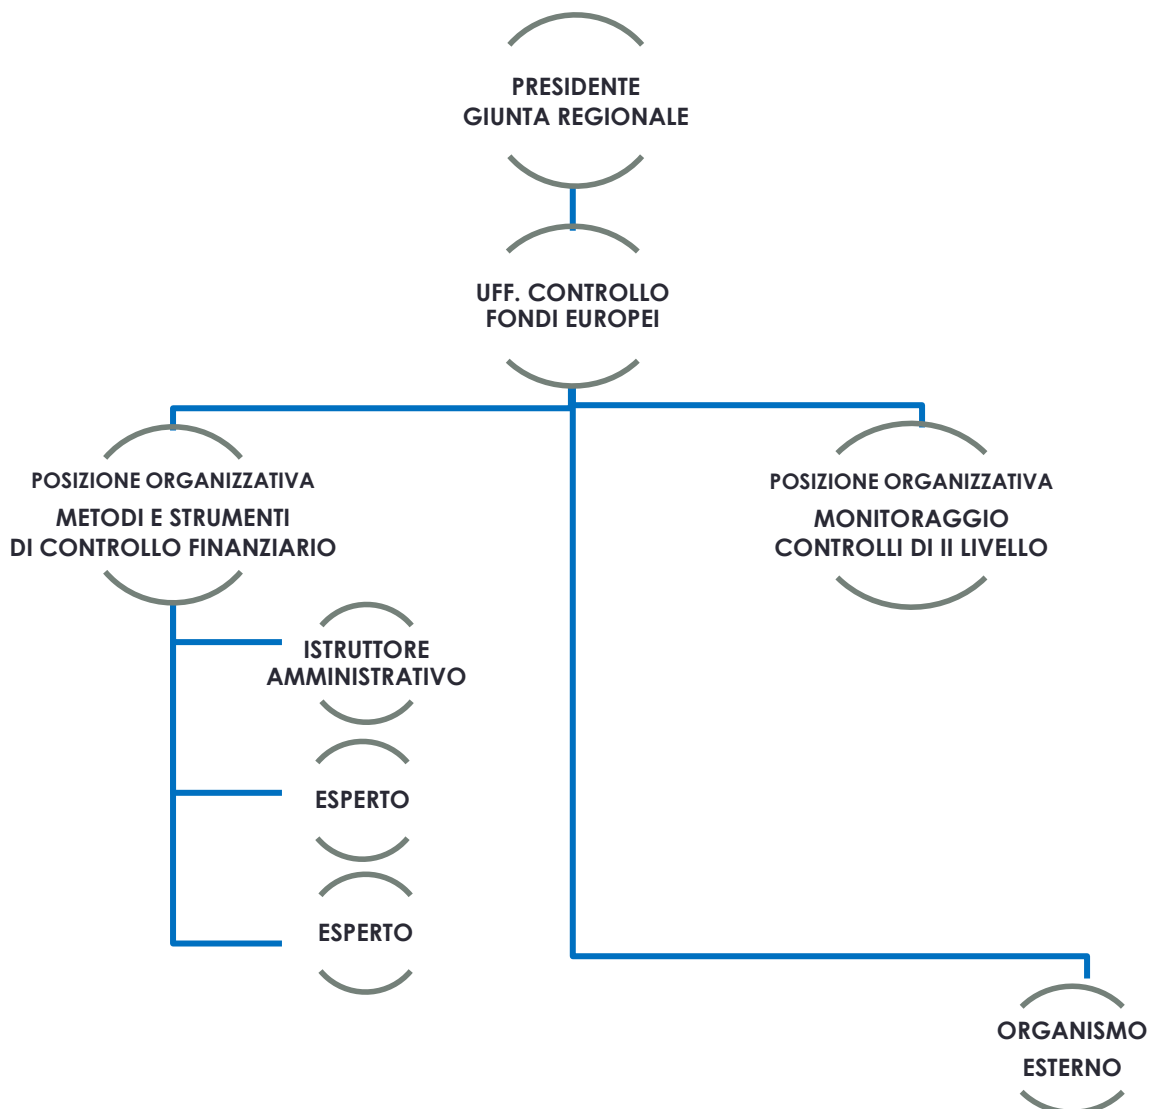 PRESIDENTE
GIUNTA REGIONALE
UFF. CONTROLLO
FONDI EUROPEI
POSIZIONE ORGANIZZATIVA
METODI E STRUMENTI
DI CONTROLLO FINANZIARIO
POSIZIONE ORGANIZZATIVA
MONITORAGGIO
CONTROLLI DI II LIVELLO
ISTRUTTORE
AMMINISTRATIVO
ESPERTO
ESPERTO
ORGANISMO
ESTERNO